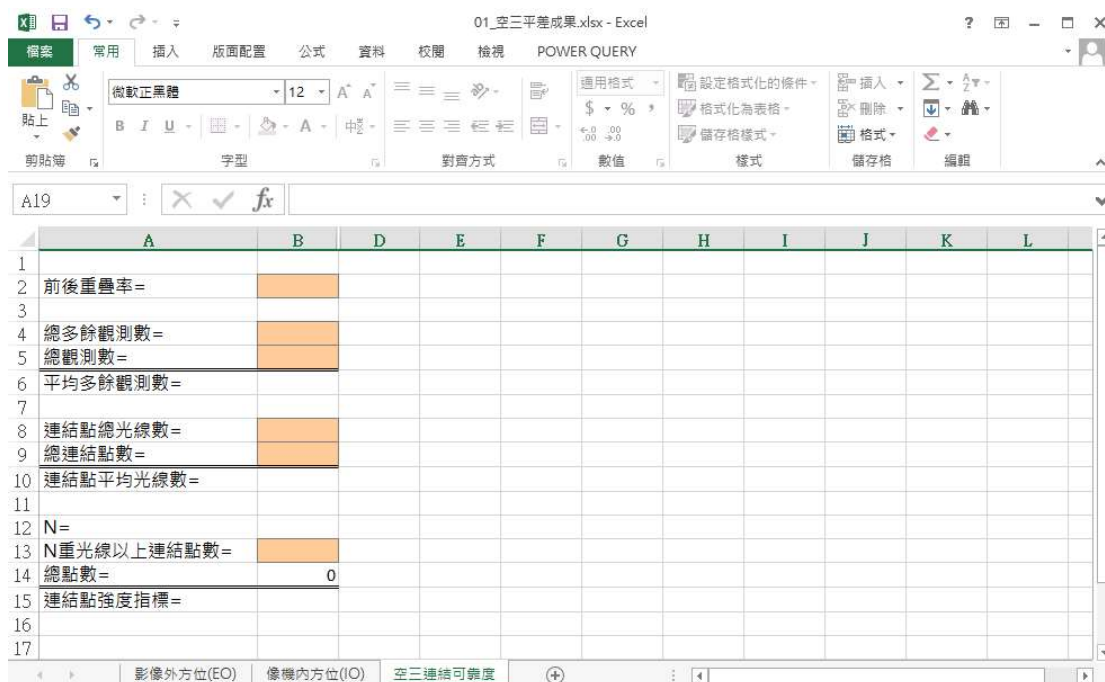 01_空三平差成果.xlsx - Excel
檔案 常用 插入 版面配置 公式 資料 校閱 檢視 POWER QUERY
微軟正黑體 12 通用格式 設定格式化的條件 插入
B I U $ % 格式化為表格 刪除
貼上 儲存格樣式 格式
剪貼簿 字型 對齊方式 數值 樣式 儲存格 編輯
A19 fx
A B D E F G H I J K L
1
2 前後重疊率=
3
4 總多餘觀測數=
5 總觀測數=
6 平均多餘觀測數=
7
8 連結點總光線數=
9 總連結點數=
10 連結點平均光線數=
11
12 N=
13 N重光線以上連結點數=
14 總點數= 0
15 連結點強度指標=
16
17
影像外方位(EO) 像機內方位(IO) 空三連結可靠度